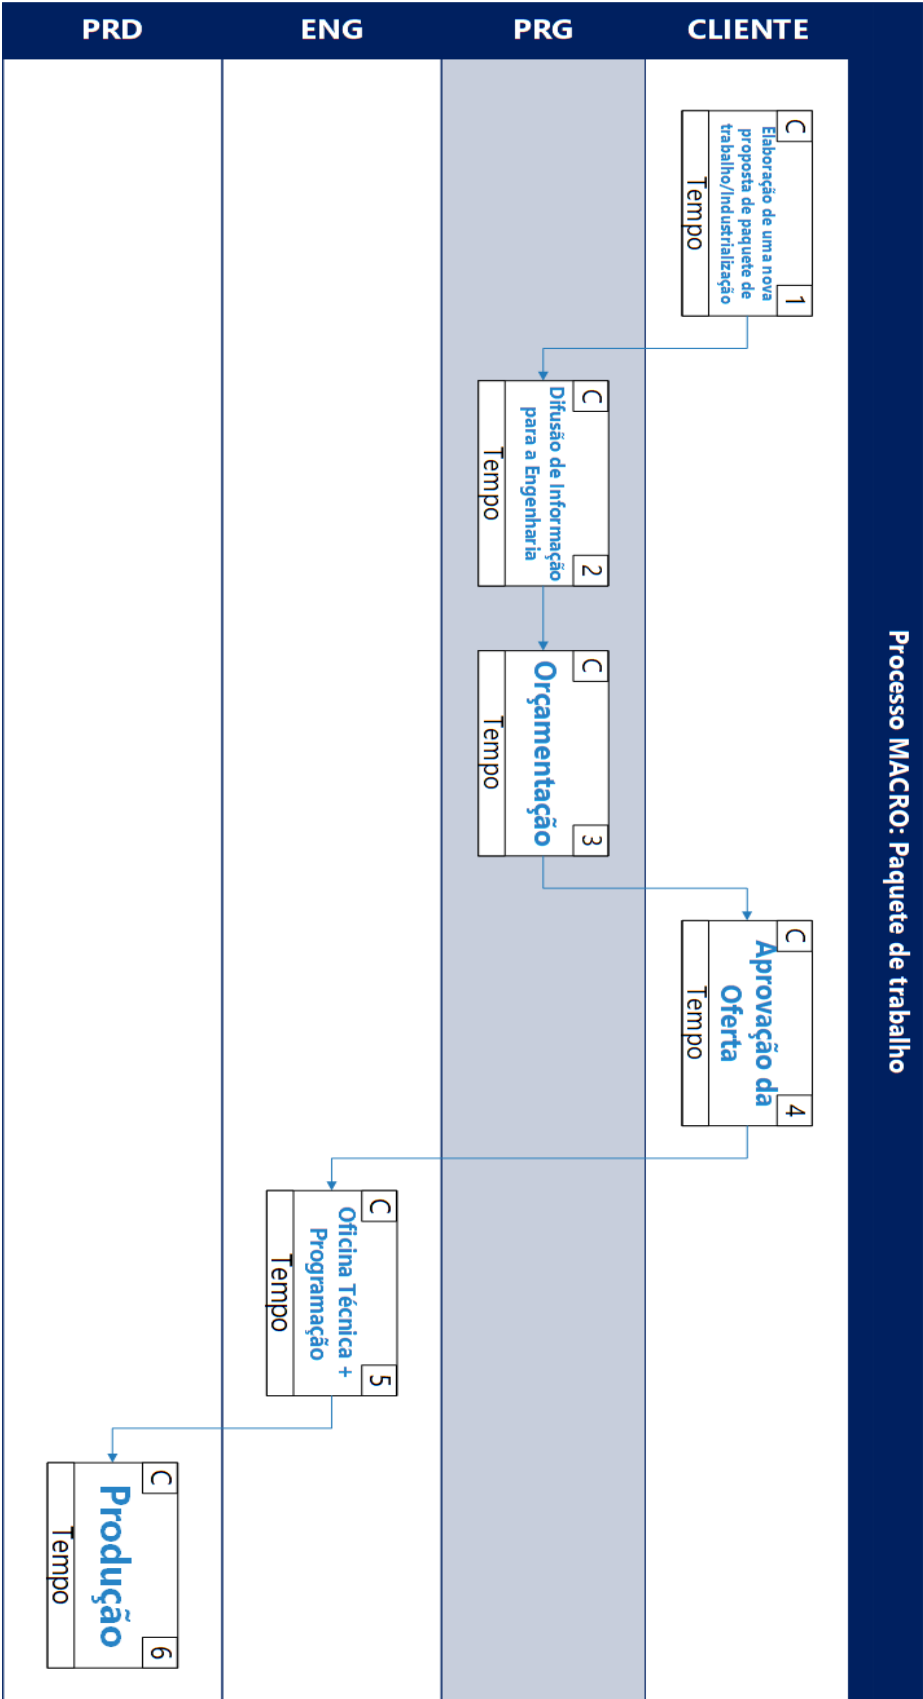 Processo MACRO: Paquete de trabalho
CLIENTE
PRG
ENG
PRD
C
1
Elaboração de uma nova
proposta de paquete de
trabalho/Industrialização
Tempo
C
2
Difusão de Informação
para a Engenharia
Tempo
C
3
Orçamentação
Tempo
C
4
Aprovação da
Oferta
Tempo
C
5
Oficina Técnica +
Programação
Tempo
C
6
Produção
Tempo